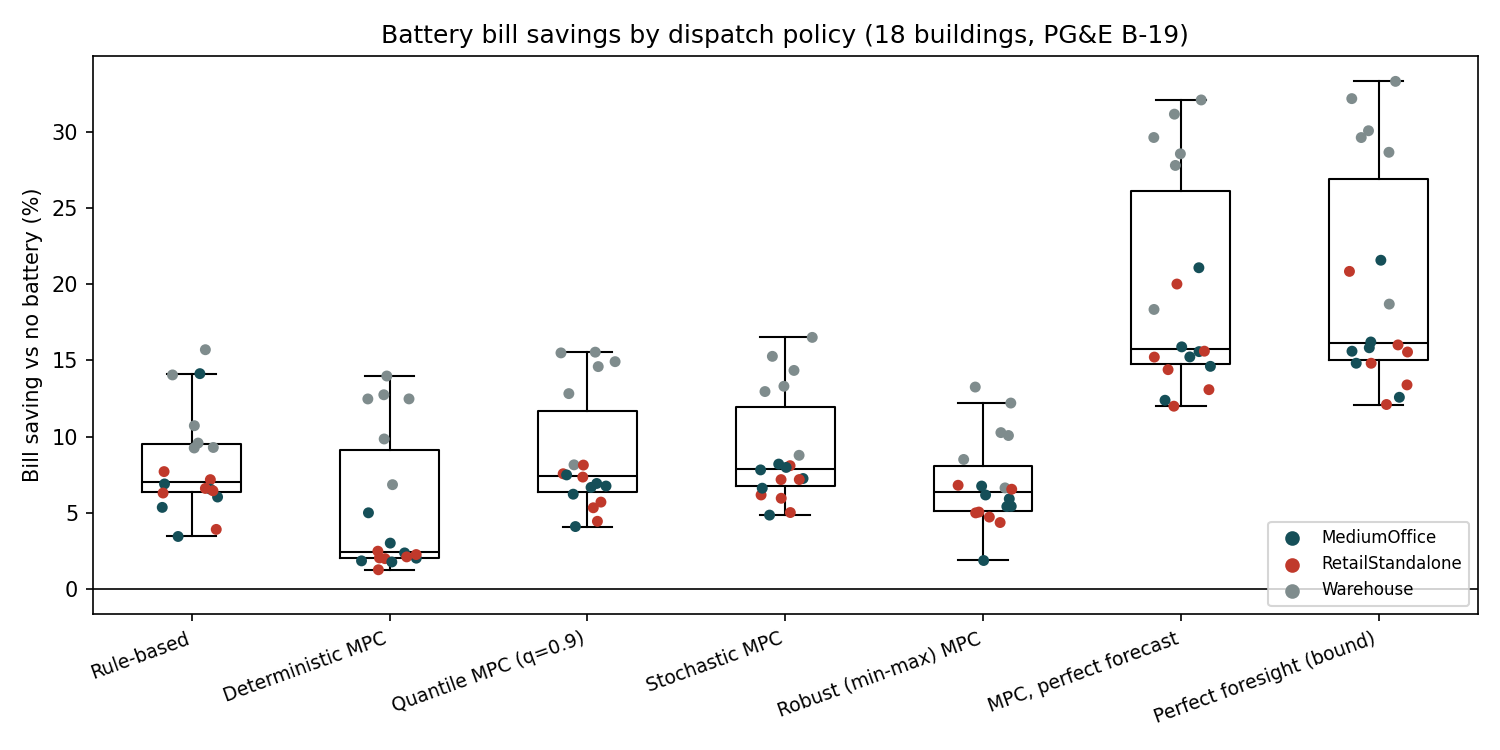 Battery bill savings by dispatch policy (18 buildings, PG&E B-19)
Bill saving vs no battery (%)
30
25
20
15
10
5
0
MediumOffice
RetailStandalone
Warehouse
Rule-based
Deterministic MPC
Quantile MPC (q=0.9)
Stochastic MPC
Robust (min-max) MPC
MPC, perfect forecast
Perfect foresight (bound)